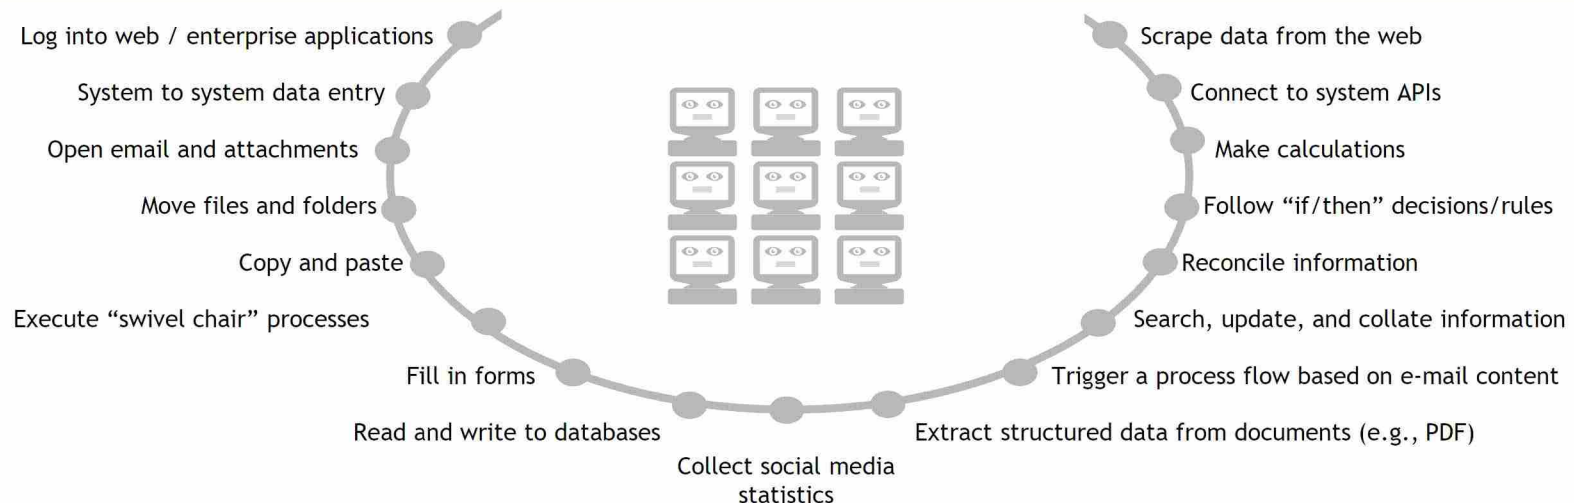 Log into web / enterprise applications
System to system data entry
Open email and attachments
Move files and folders
Copy and paste
Execute “swivel chair” processes
Fill in forms
Read and write to databases
Collect social media
statistics
Scrape data from the web
Connect to system APIs
Make calculations
Follow “if/then” decisions/rules
Reconcile information
Search, update, and collate information
Trigger a process flow based on e-mail content
Extract structured data from documents (e.g., PDF)